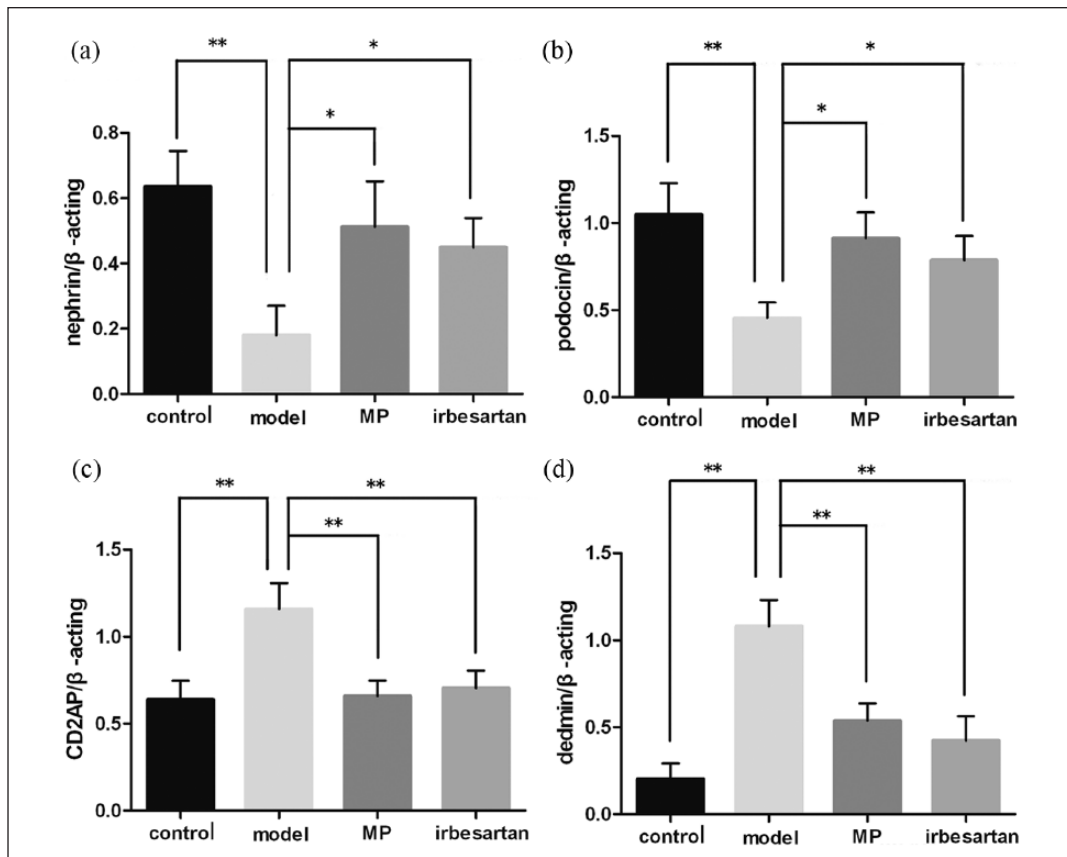 (a)
**
*
*
nephrin/β -acting
0.8
0.6
0.4
0.2
0.0
control model MP irbesartan
(b)
**
*
*
podocin/β -acting
1.5
1.0
0.5
0.0
control model MP irbesartan
(c)
**
**
**
CD2AP/β -acting
1.5
1.0
0.5
0.0
control model MP irbesartan
(d)
**
**
**
dedmin/β -acting
1.5
1.0
0.5
0.0
control model MP irbesartan